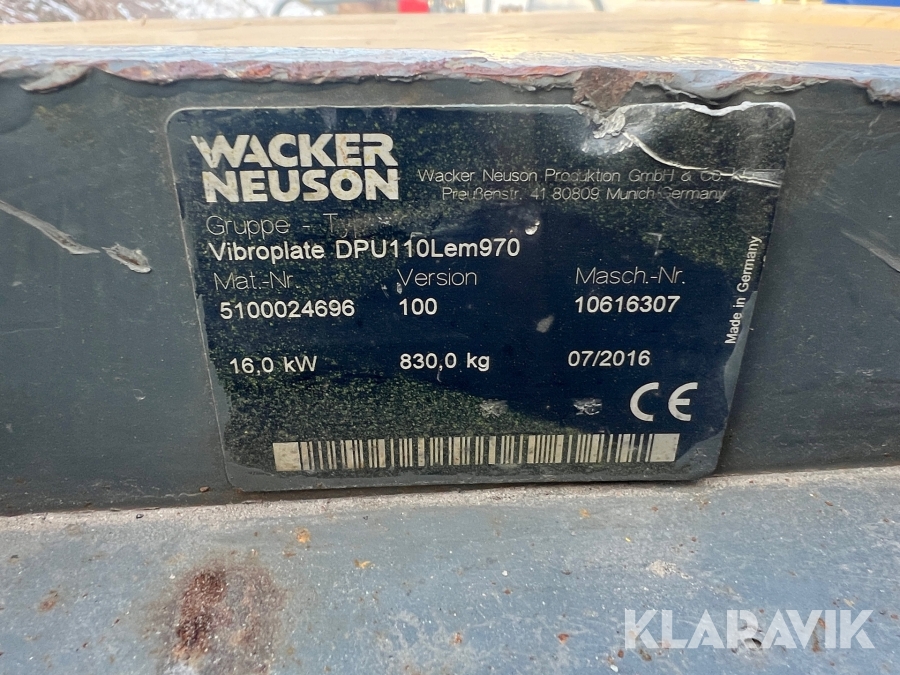 WACKER
NEUSON
Wacker Neuson Produktion GmbH & Co.
Preußenstr. 41 80809 Munich Germany
Gruppe - Typ
Vibroplate DPU110Lem970
Mat.-Nr. Version Masch.-Nr.
5100024696 100 10616307
16,0 kW 830,0 kg 07/2016
CE
Made in Germany
KLARAVIK